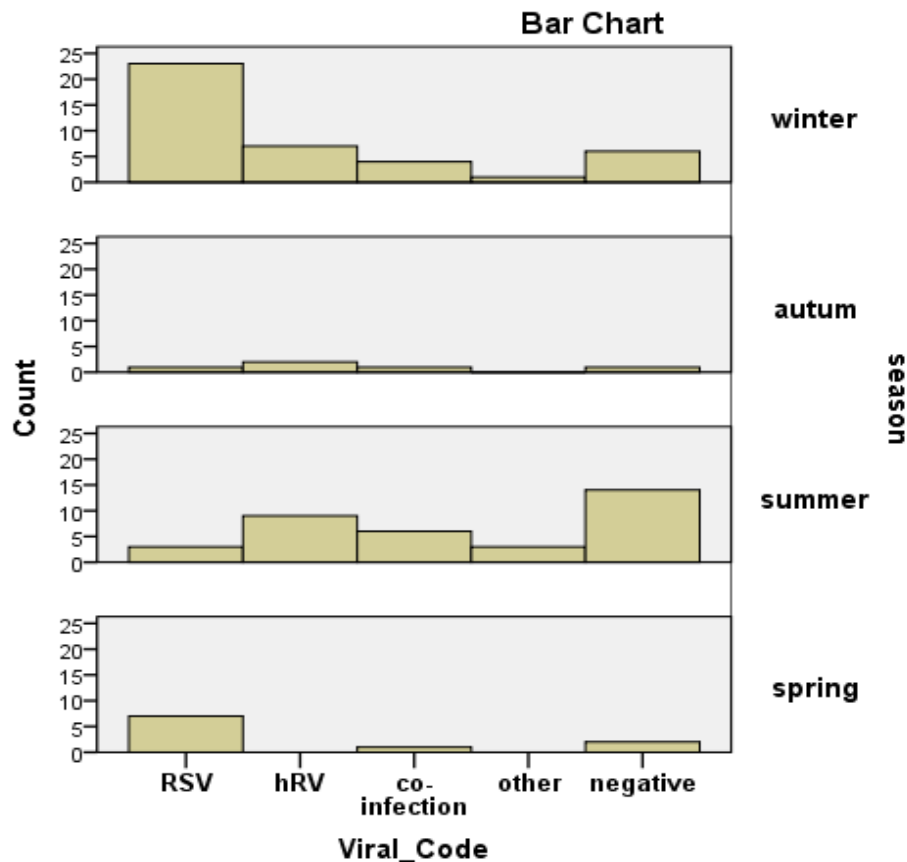 Bar Chart
25
20
15
10
5
0
winter
25
20
15
10
5
0
autum
25
20
15
10
5
0
summer
25
20
15
10
5
0
spring
Count
season
RSV
hRV
co-
infection
other
negative
Viral_Code